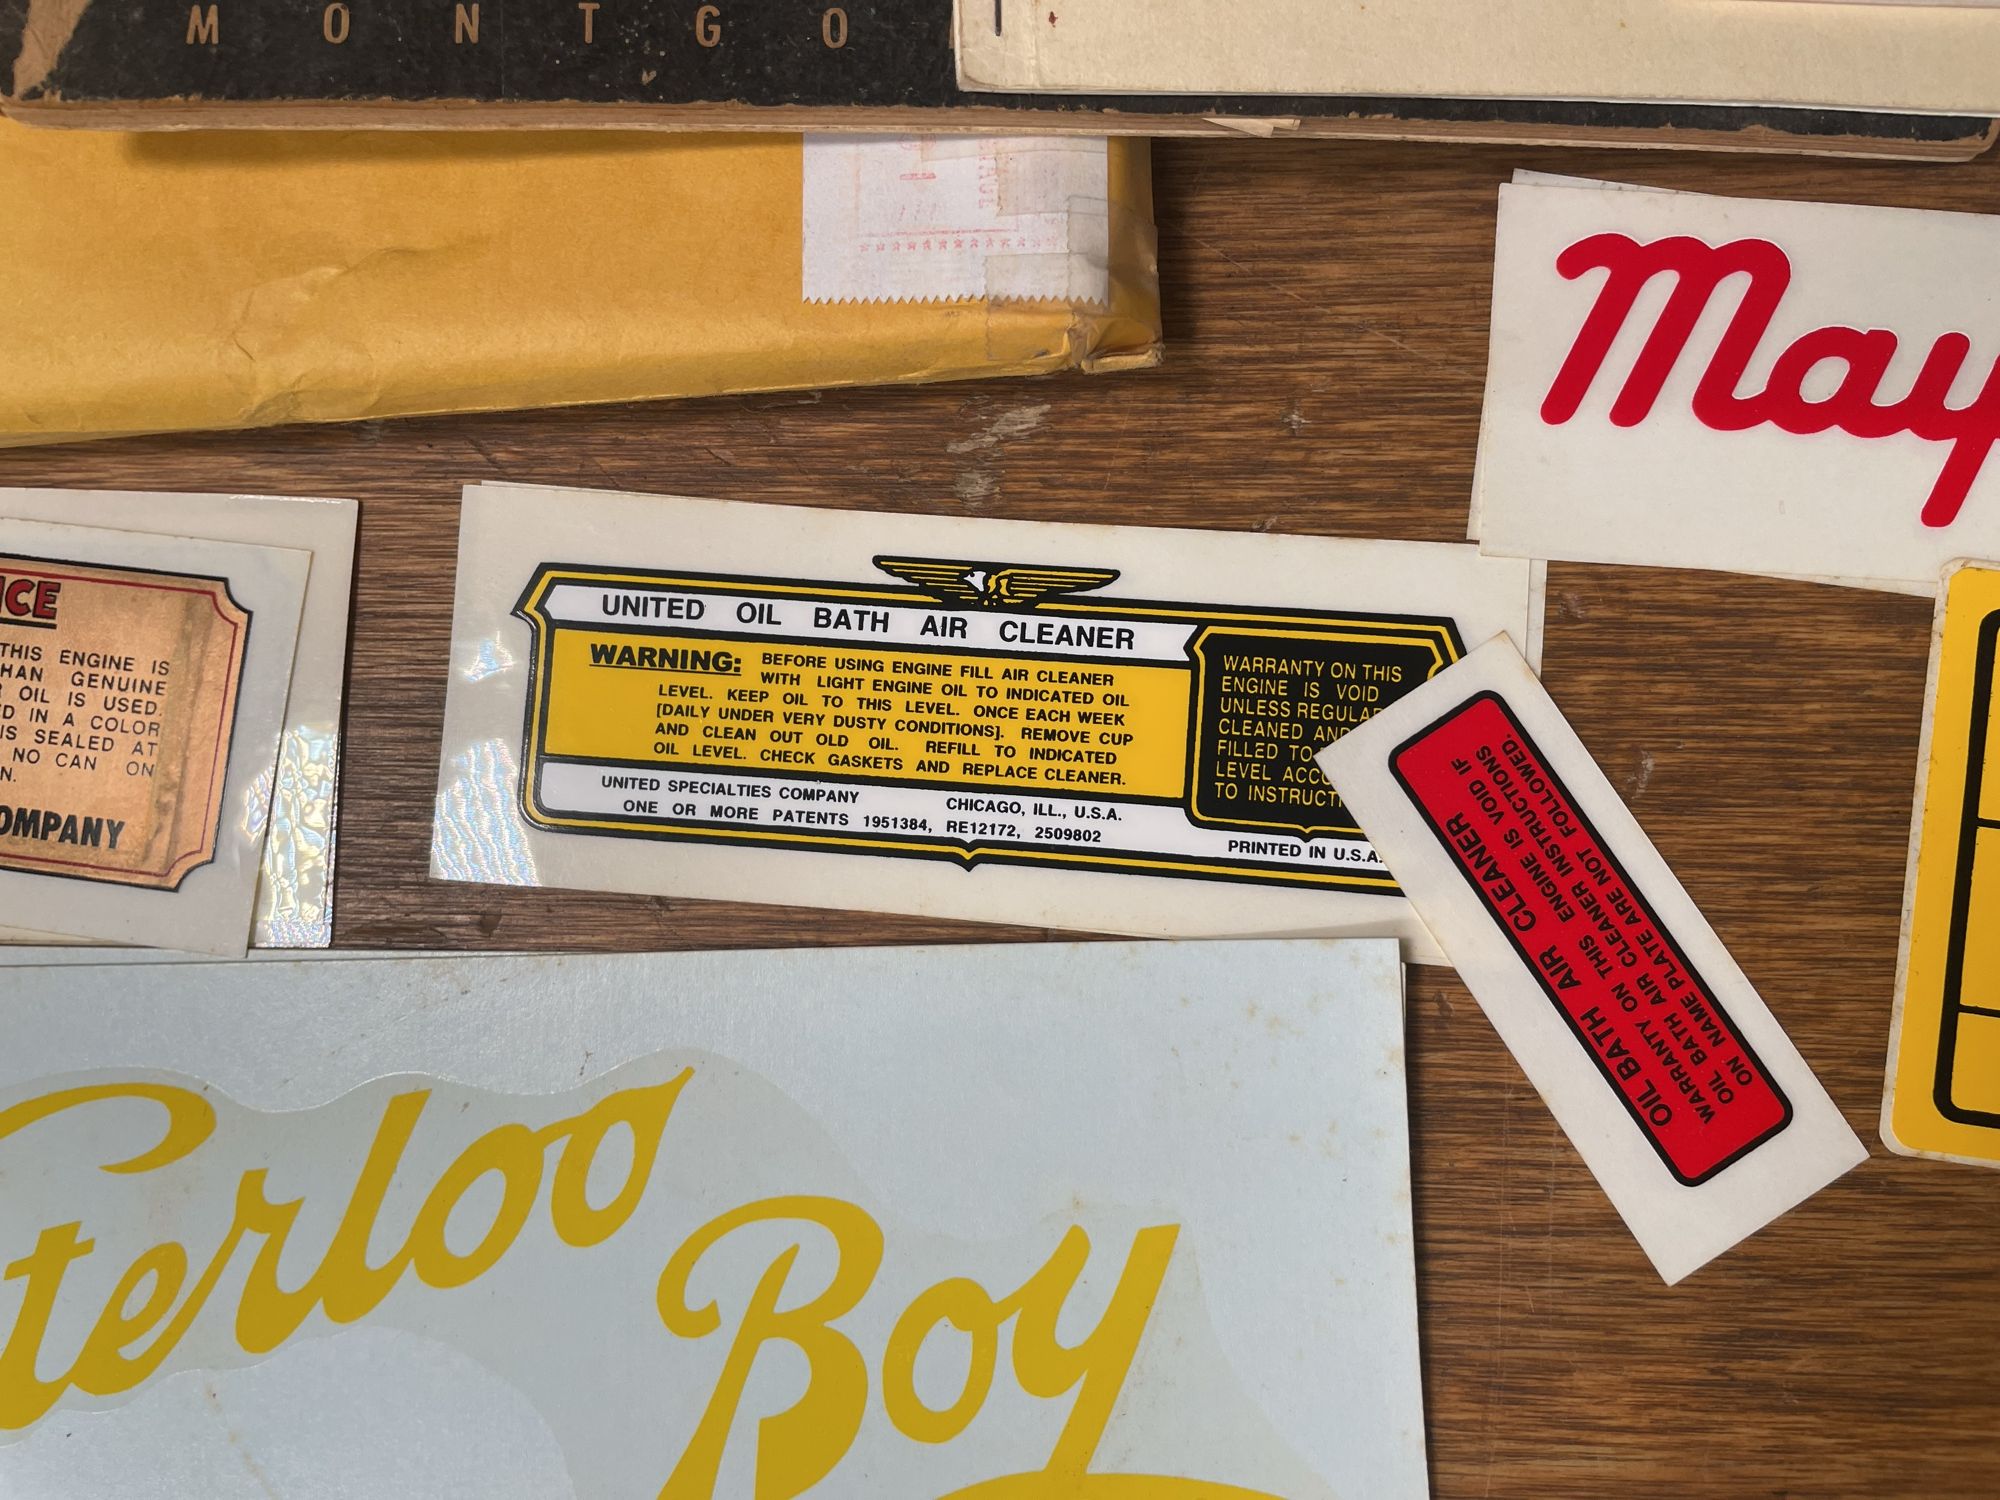 MONTGO
May
ICE
THIS ENGINE IS
HAN GENUINE
OIL IS USED.
D IN A COLOR
IS SEALED AT
NO CAN ON
N.
OMPANY
UNITED OIL BATH AIR CLEANER
WARNING: BEFORE USING ENGINE FILL AIR CLEANER
WITH LIGHT ENGINE OIL TO INDICATED OIL
LEVEL. KEEP OIL TO THIS LEVEL. ONCE EACH WEEK
[DAILY UNDER VERY DUSTY CONDITIONS]. REMOVE CUP
AND CLEAN OUT OLD OIL. REFILL TO INDICATED
OIL LEVEL. CHECK GASKETS AND REPLACE CLEANER.
UNITED SPECIALTIES COMPANY CHICAGO, ILL., U.S.A.
ONE OR MORE PATENTS 1951384, RE12172, 2509802
WARRANTY ON THIS
ENGINE IS VOID
UNLESS REGULAR
CLEANED AND
FILLED TO
LEVEL ACCO
TO INSTRUCTI
PRINTED IN U.S.A.
OIL BATH AIR CLEANER
WARRANTY ON THIS ENGINE IS VOID IF
OIL BATH AIR CLEANER INSTRUCTIONS
ON NAME PLATE ARE NOT FOLLOWED.
terloo
Boy